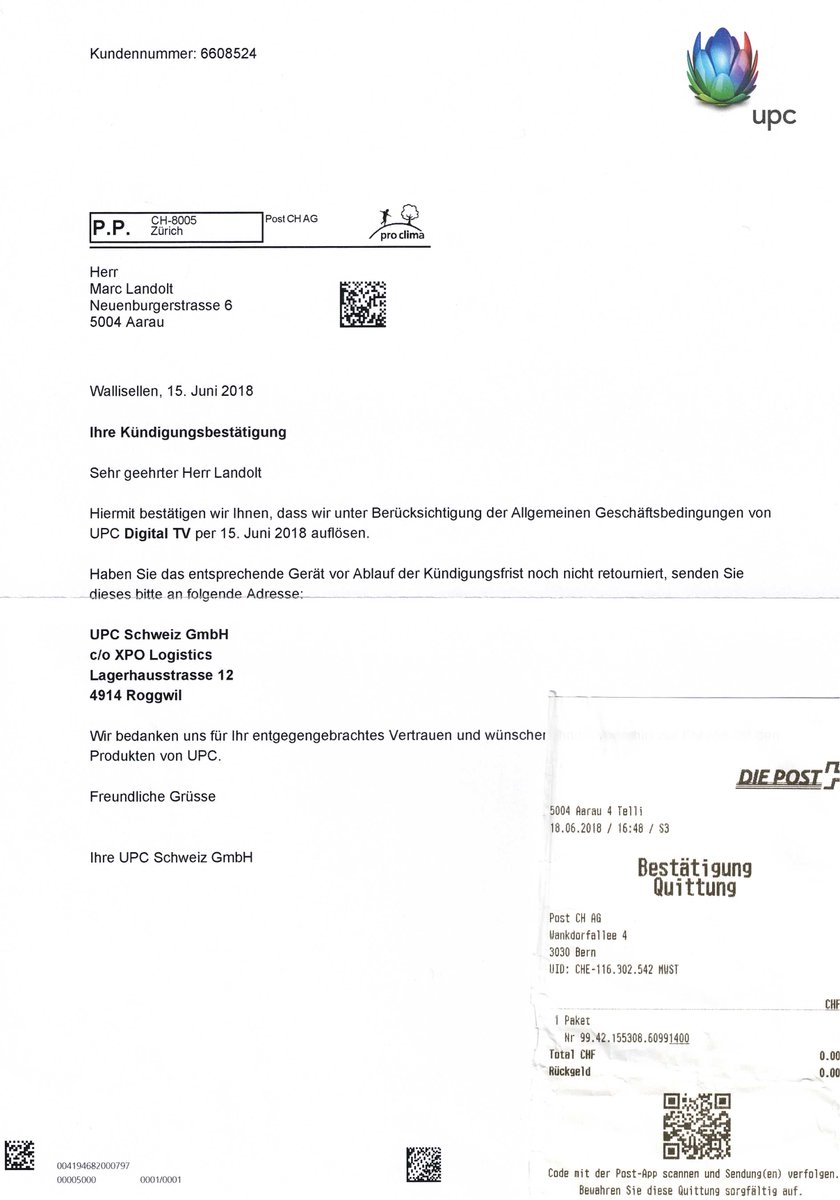 Kundennummer: 6608524
upc
P.P. CH-8005 Zürich Post CH AG
pro clima
Herr
Marc Landolt
Neuenburgerstrasse 6
5004 Aarau
Wallisellen, 15. Juni 2018
Ihre Kündigungsbestätigung
Sehr geehrter Herr Landolt
Hiermit bestätigen wir Ihnen, dass wir unter Berücksichtigung der Allgemeinen Geschäftsbedingungen von
UPC Digital TV per 15. Juni 2018 auflösen.
Haben Sie das entsprechende Gerät vor Ablauf der Kündigungsfrist noch nicht retourniert, senden Sie
dieses bitte an folgende Adresse:
UPC Schweiz GmbH
c/o XPO Logistics
Lagerhausstrasse 12
4914 Roggwil
Wir bedanken uns für Ihr entgegengebrachtes Vertrauen und
Produkten von UPC.
Freundliche Grüsse
Ihre UPC Schweiz GmbH
004194682000797
00005000 0001/0001
DIE POST
5004 Aarau 4 Telli
18.06.2018 / 16:48 / S3
Bestätigung
Quittung
Post CH AG
Wankdorfallee 4
3030 Bern
UID: CHE-116.302.542 MWST
CHF
1 Paket
Nr 99.42.155308.60991400
Total CHF 0.00
Rückgeld 0.00
Code mit der Post-App scannen und Sendung(en) verfolgen.
Bewahren Sie diese Quittung sorgfältig auf.